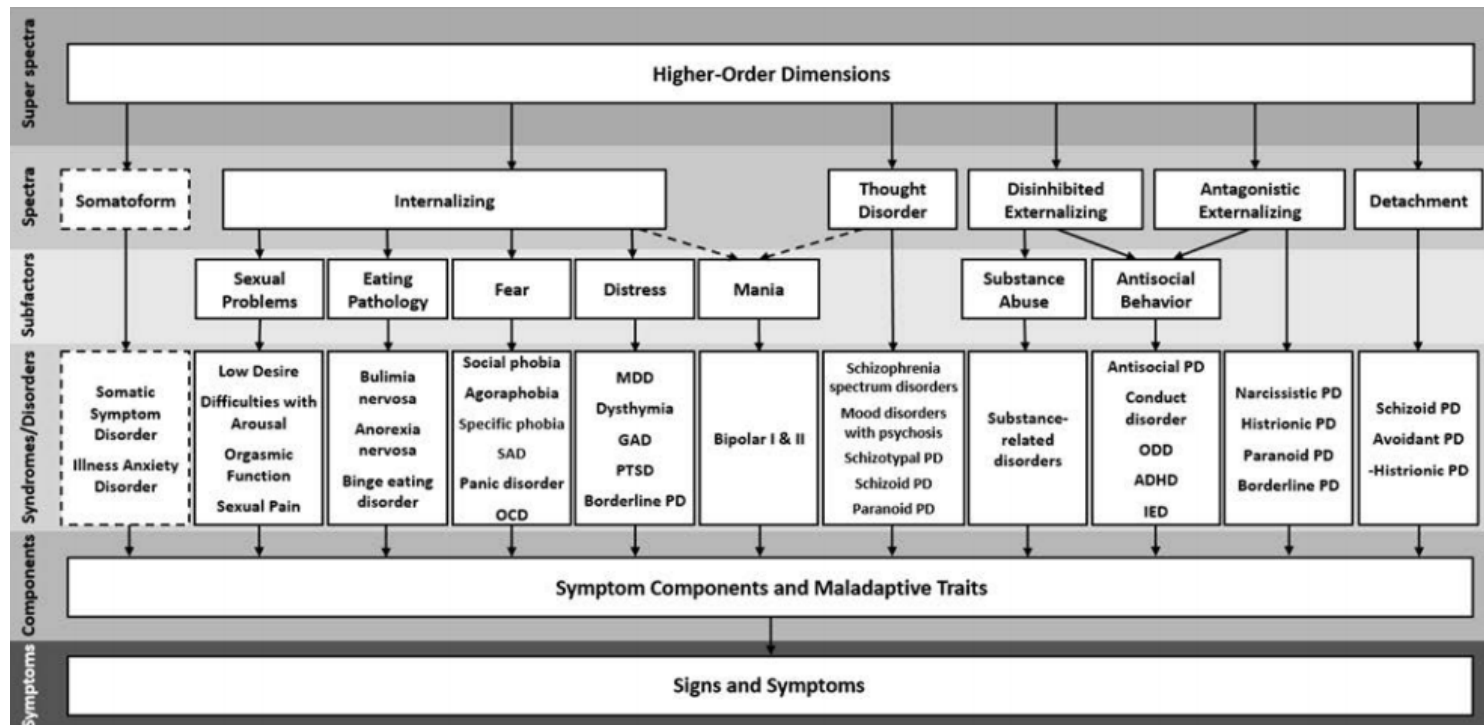 Super spectra
Higher-Order Dimensions
Spectra
Somatoform
Internalizing
Thought
Disorder
Disinhibited
Externalizing
Antagonistic
Externalizing
Detachment
Subfactors
Sexual
Problems
Eating
Pathology
Fear
Distress
Mania
Substance
Abuse
Antisocial
Behavior
Syndromes/Disorders
Somatic
Symptom
Disorder
Illness Anxiety
Disorder
Low Desire
Difficulties with
Arousal
Orgasmic
Function
Sexual Pain
Bulimia
nervosa
Anorexia
nervosa
Binge eating
disorder
Social phobia
Agoraphobia
Specific phobia
SAD
Panic disorder
OCD
MDD
Dysthymia
GAD
PTSD
Borderline PD
Bipolar I & II
Schizophrenia
spectrum disorders
Mood disorders
with psychosis
Schizotypal PD
Schizoid PD
Paranoid PD
Substance-
related
disorders
Antisocial PD
Conduct
disorder
ODD
ADHD
IED
Narcissistic PD
Histrionic PD
Paranoid PD
Borderline PD
Schizoid PD
Avoidant PD
-Histrionic PD
Components
Symptom Components and Maladaptive Traits
Symptoms
Signs and Symptoms